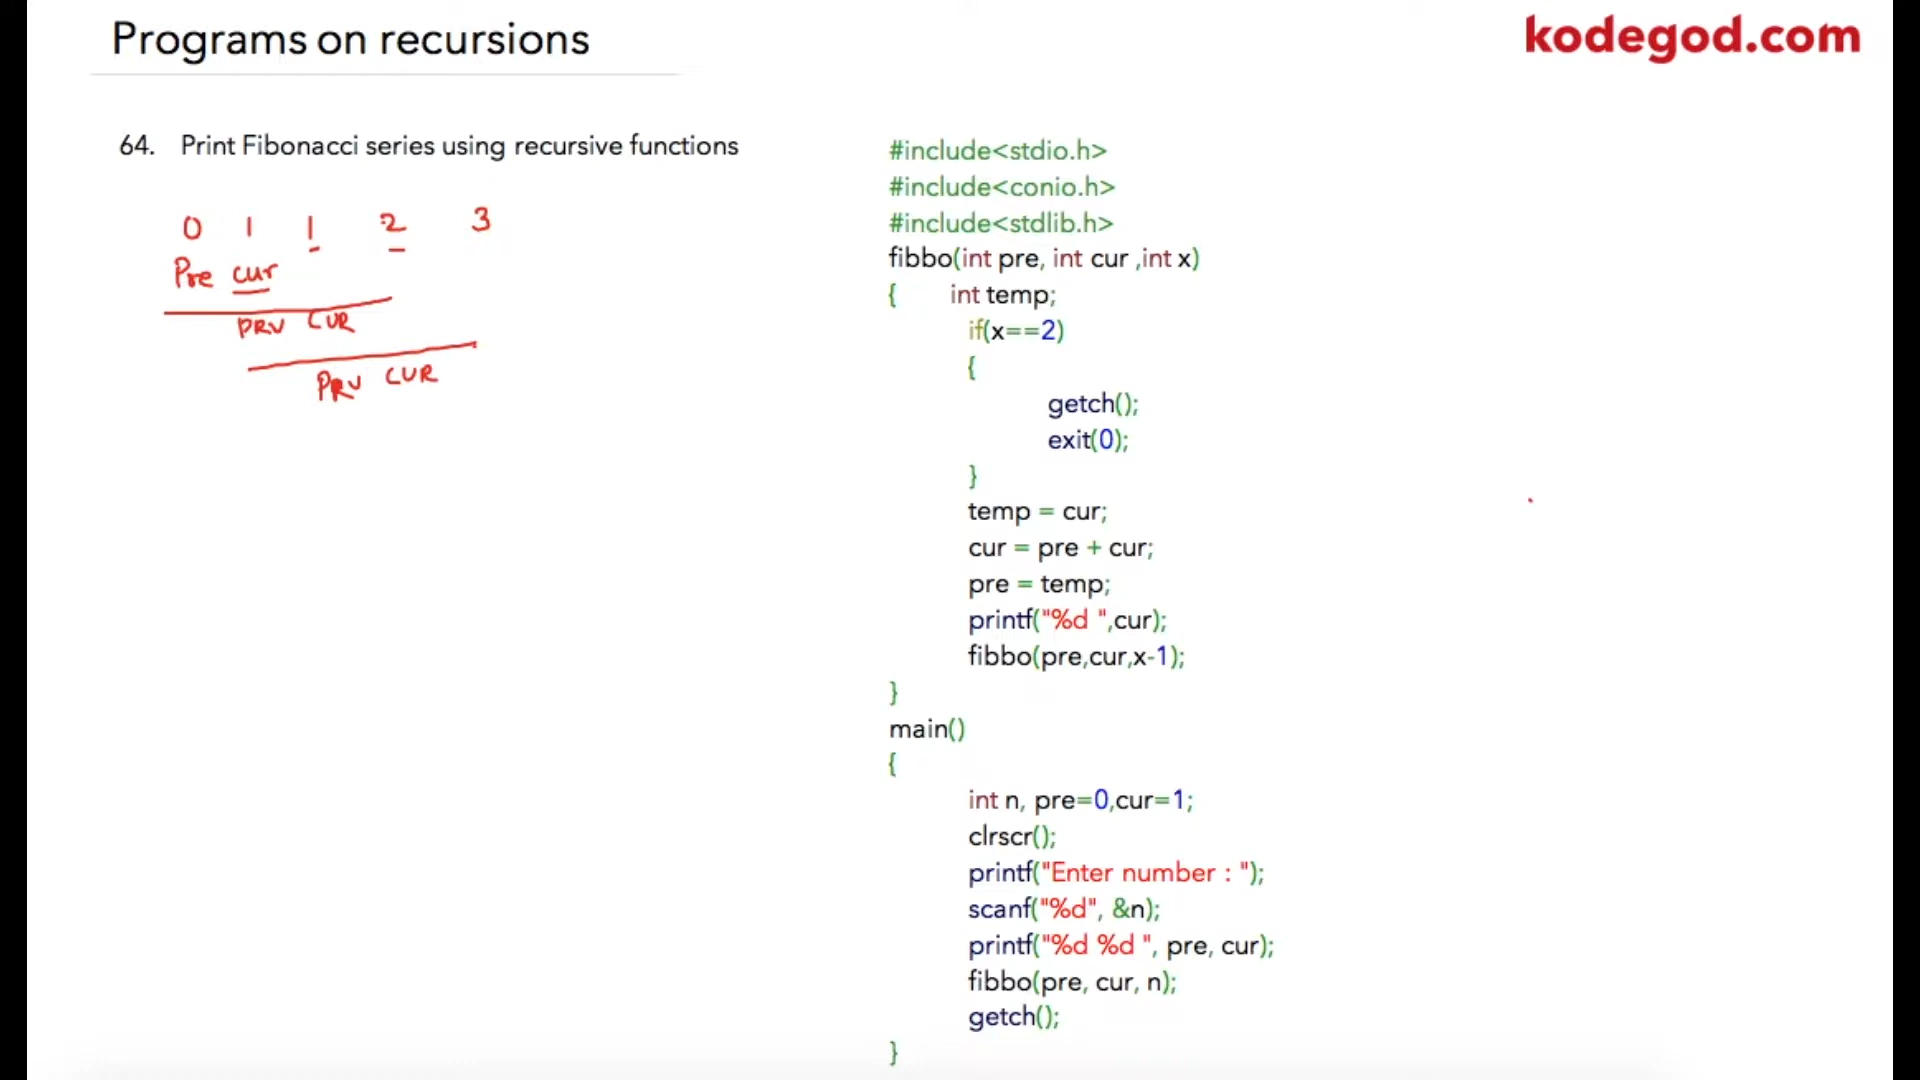 Programs on recursions
kodegod.com
64. Print Fibonacci series using recursive functions
0 1 1 2 3
Pre cur
PRV CUR
PRV CUR
#include<stdio.h>
#include<conio.h>
#include<stdlib.h>
fibbo(int pre, int cur ,int x)
{ int temp;
if(x==2)
{
getch();
exit(0);
}
temp = cur;
cur = pre + cur;
pre = temp;
printf("%d ",cur);
fibbo(pre,cur,x-1);
}
main()
{
int n, pre=0,cur=1;
clrscr();
printf("Enter number : ");
scanf("%d", &n);
printf("%d %d ", pre, cur);
fibbo(pre, cur, n);
getch();
}